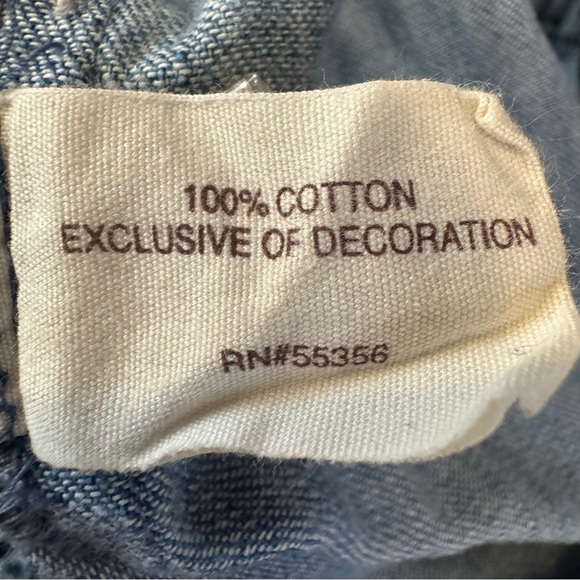 100% COTTON
EXCLUSIVE OF DECORATION
RN#55356